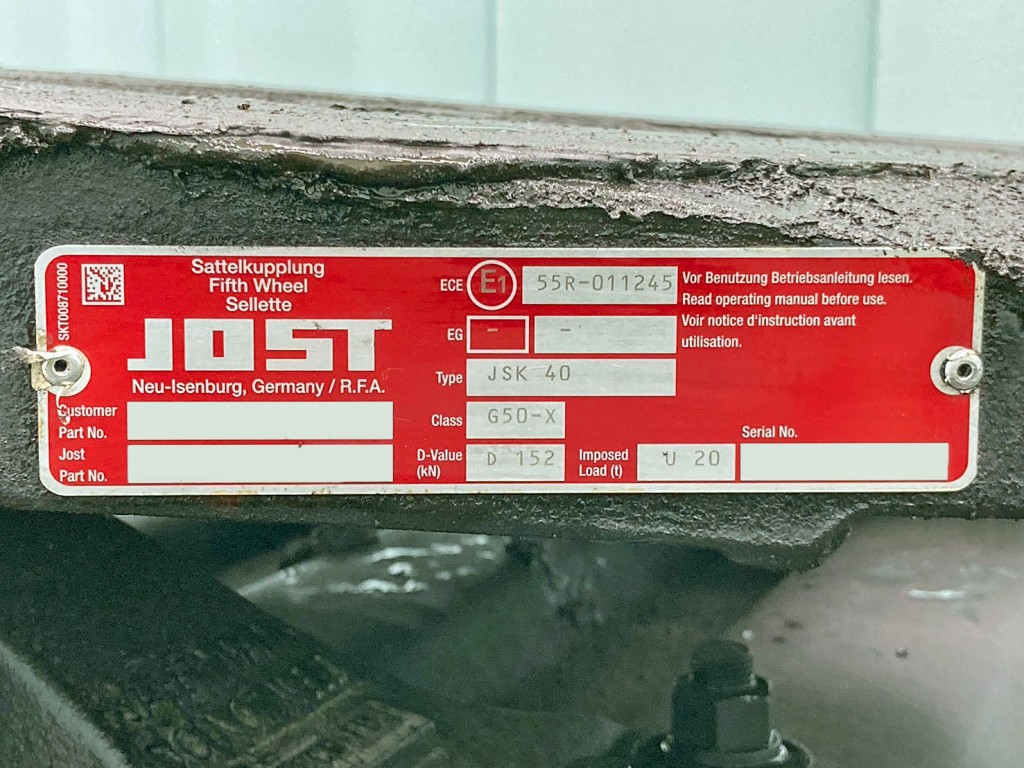 SKT008710000
Sattelkupplung
Fifth Wheel
Sellette
JOST
Neu-Isenburg, Germany / R.F.A.
Customer
Part No.
Jost
Part No.
ECE E1 55R-011245
EG - -
Type JSK 40
Class G50-X
D-Value
(kN) D 152
Imposed
Load (t) U 20
Vor Benutzung Betriebsanleitung lesen.
Read operating manual before use.
Voir notice d'instruction avant
utilisation.
Serial No.